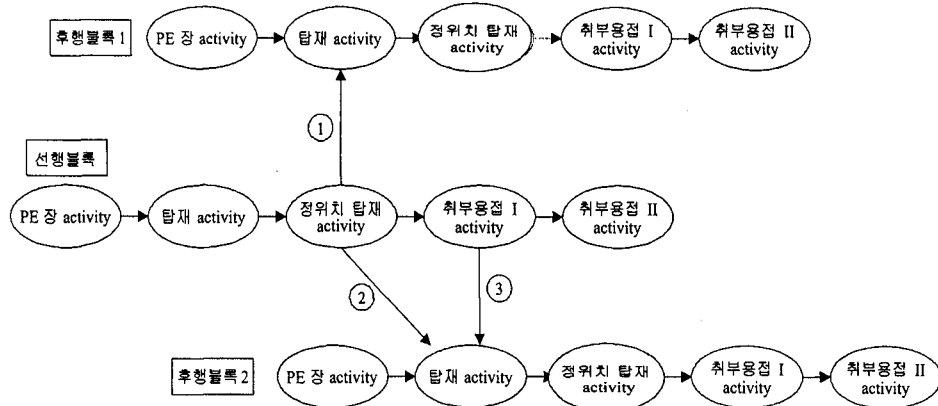 후행블록 1
PE 장 activity
탑재 activity
정위치 탑재
activity
취부용접 I
activity
취부용접 II
activity
1
선행블록
PE 장 activity
탑재 activity
정위치 탑재
activity
취부용접 I
activity
취부용접 II
activity
2
3
후행블록 2
PE 장 activity
탑재 activity
정위치 탑재
activity
취부용접 I
activity
취부용접 II
activity